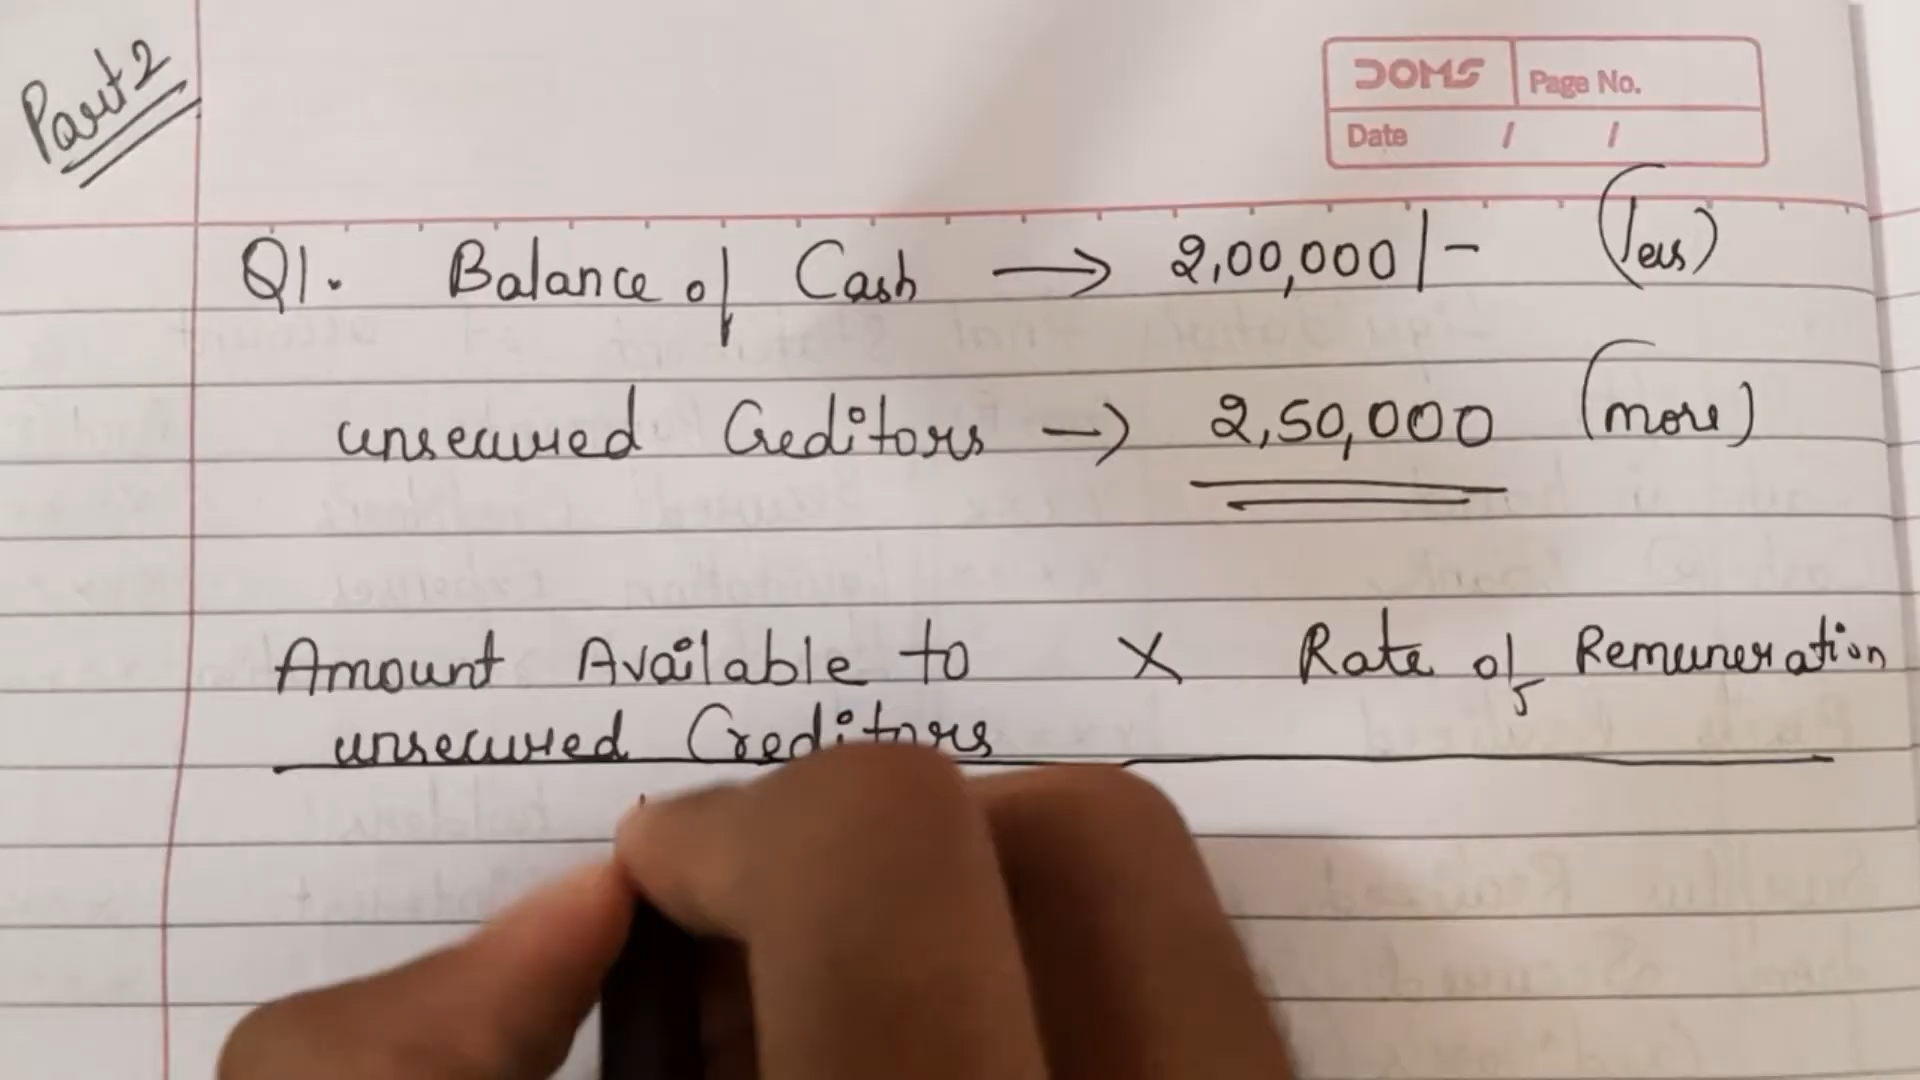 Part 2
DOMS
Page No.
Date / /
Q1. Balance of Cash → 2,00,000/- (less)
unsecured Creditors → 2,50,000 (more)
Amount Available to X Rate of Remuneration
unsecured Creditors